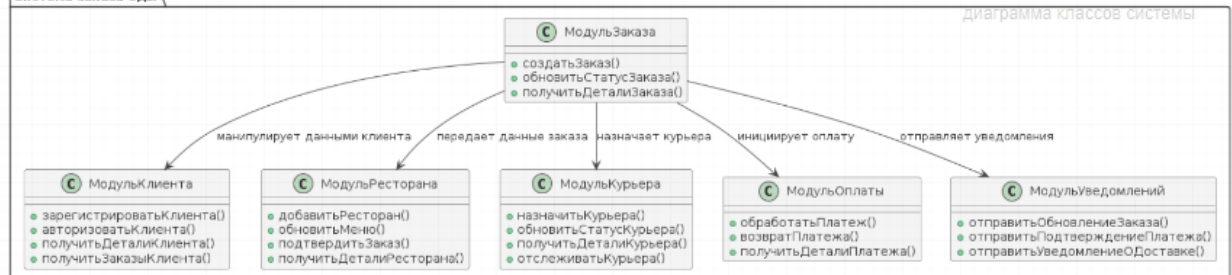 диаграмма классов системы
C МодульЗаказа
создатьЗаказ()
обновитьСтатусЗаказа()
получитьДеталиЗаказа()
манипулирует данными клиента
передает данные заказа
назначает курьера
инициирует оплату
отправляет уведомления
C МодульКлиента
зарегистрироватьКлиента()
авторизоватьКлиента()
получитьДеталиКлиента()
получитьЗаказыКлиента()
C МодульРесторана
добавитьРесторан()
обновитьМеню()
подтвердитьЗаказ()
получитьДеталиРесторана()
C МодульКурьера
назначитьКурьера()
обновитьСтатусКурьера()
получитьДеталиКурьера()
отслеживатьКурьера()
C МодульОплаты
обработатьПлатеж()
возвратПлатежа()
получитьДеталиПлатежа()
C МодульУведомлений
отправитьОбновлениеЗаказа()
отправитьПодтверждениеПлатежа()
отправитьУведомлениеОДоставке()